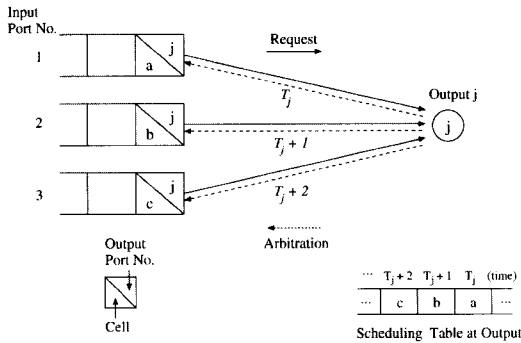 Input
Port No.
1
j
a
Request
T_j
Output j
2
j
b
j
T_j + 1
3
j
c
T_j + 2
Arbitration
Output
Port No.
Cell
... T_j + 2 T_j + 1 T_j (time)
... c b a ...
Scheduling Table at Output